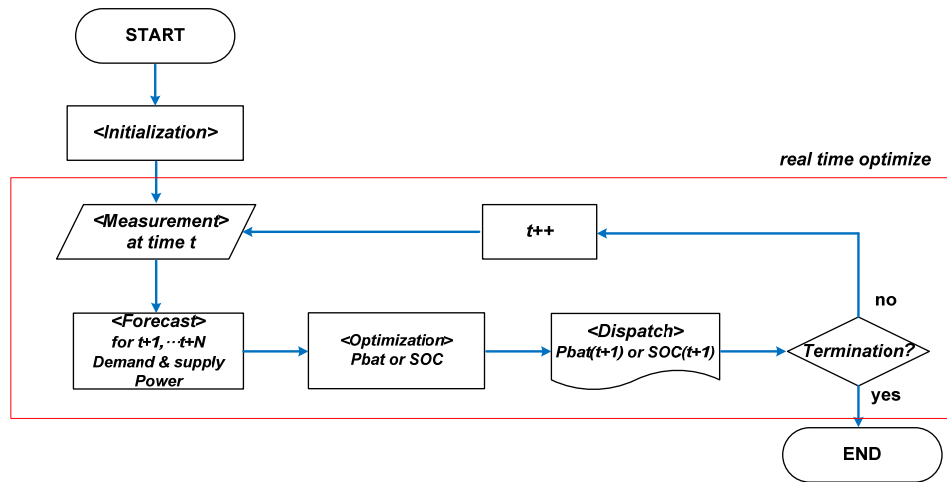 START
<Initialization>
real time optimize
<Measurement>
at time t
t++
no
<Forecast>
for t+1,⋯t+N
Demand & supply
Power
<Optimization>
Pbat or SOC
<Dispatch>
Pbat(t+1) or SOC(t+1)
Termination?
yes
END